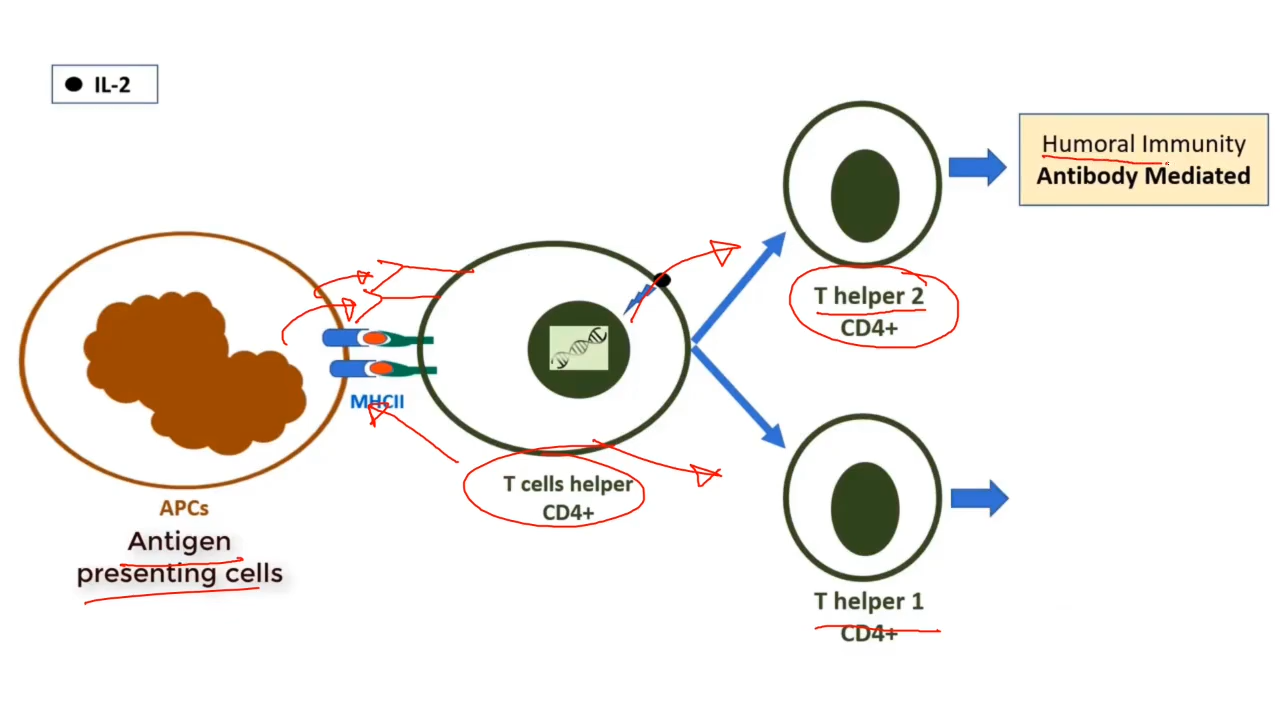 IL-2
Humoral Immunity
Antibody Mediated
MHCII
T helper 2
CD4+
T cells helper
CD4+
APCs
Antigen
presenting cells
T helper 1
CD4+